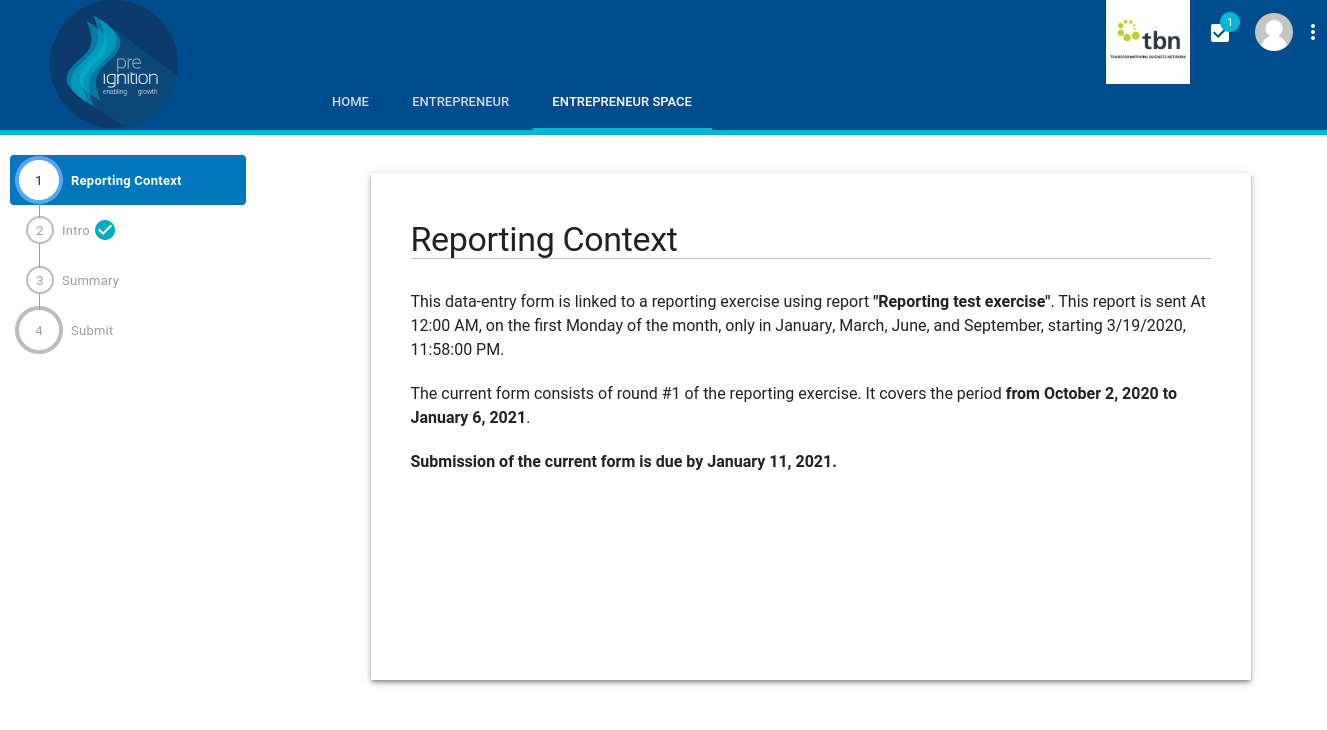 pre
ignition
enabling growth
tbn
TRANSFORMATIONAL BUSINESS NETWORK
1
HOME
ENTREPRENEUR
ENTREPRENEUR SPACE
1
Reporting Context
2
Intro
3
Summary
4
Submit
Reporting Context
This data-entry form is linked to a reporting exercise using report "Reporting test exercise". This report is sent At
12:00 AM, on the first Monday of the month, only in January, March, June, and September, starting 3/19/2020,
11:58:00 PM.
The current form consists of round #1 of the reporting exercise. It covers the period from October 2, 2020 to
January 6, 2021.
Submission of the current form is due by January 11, 2021.